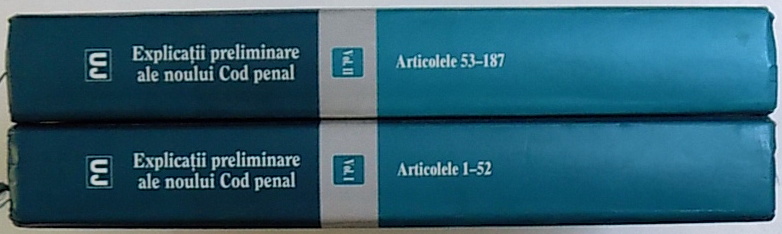 Explicații preliminare
ale noului Cod penal
Vol. II
Articolele 53-187
Explicații preliminare
ale noului Cod penal
Vol. I
Articolele 1-52